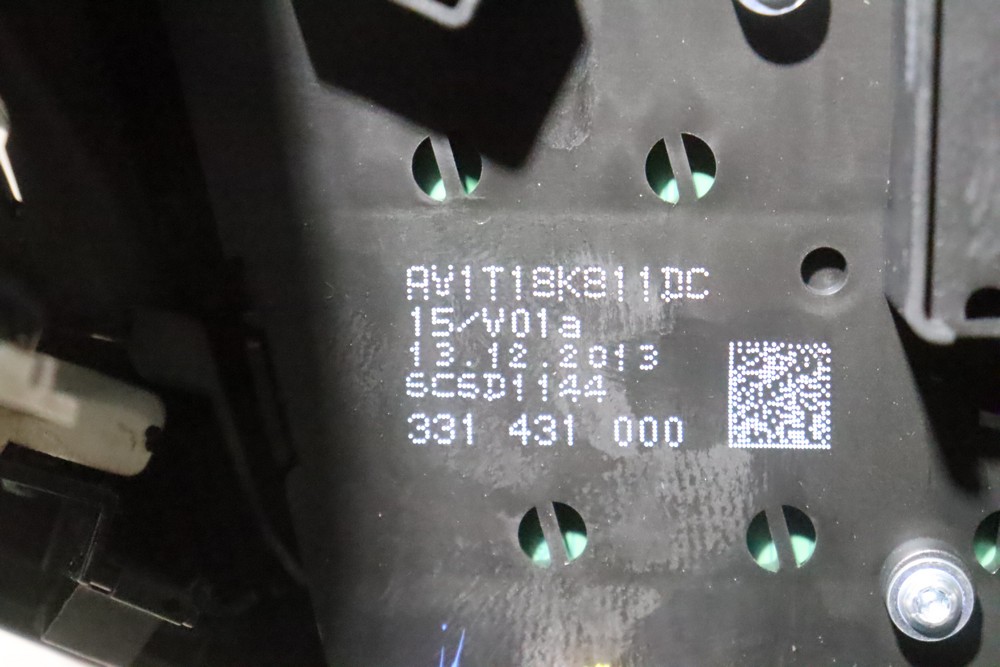 AV1T18K811DC
15/V01a
13.12.2013
6C6D1144
331 431 000